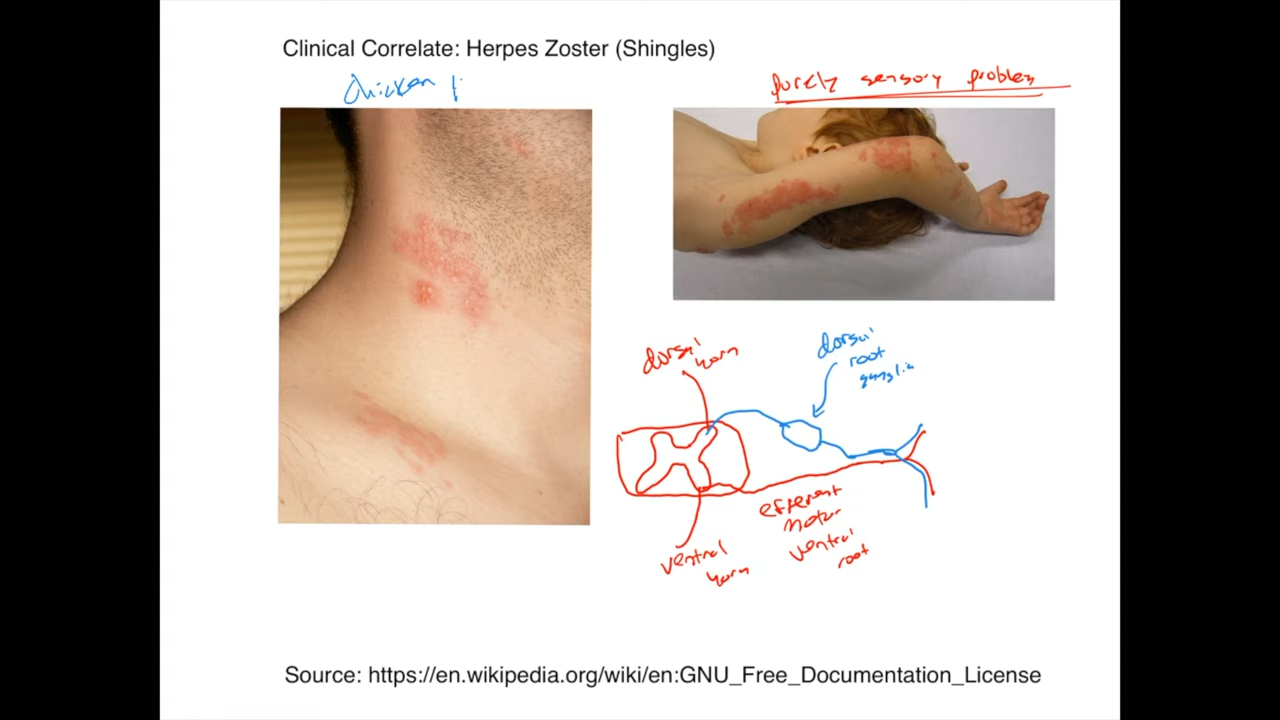 Clinical Correlate: Herpes Zoster (Shingles)
Chicken p
purely sensory problem
dorsal
horn
dorsal
root
ganglia
efferent
motor
ventral
root
ventral
horn
Source: https://en.wikipedia.org/wiki/en:GNU_Free_Documentation_License